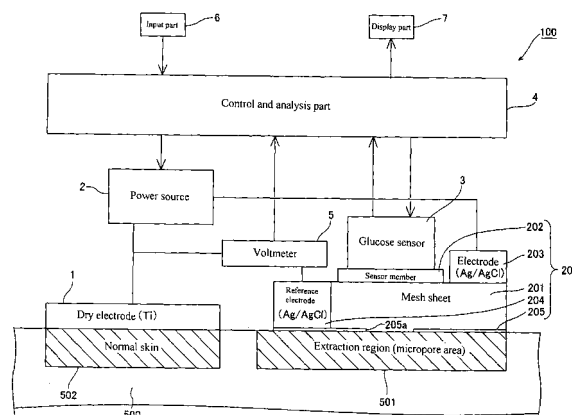 6
7
Input part
Display part
100
Control and analysis part
4
2
Power source
3
5
Glucose sensor
202
Voltmeter
Electrode
(Ag/AgCl)
203
20
Sensor member
1
Reference
electrode
(Ag/AgCl)
Mesh sheet
201
204
205
Dry electrode (Ti)
205a
Normal skin
Extraction region (micropore area)
502
501
500